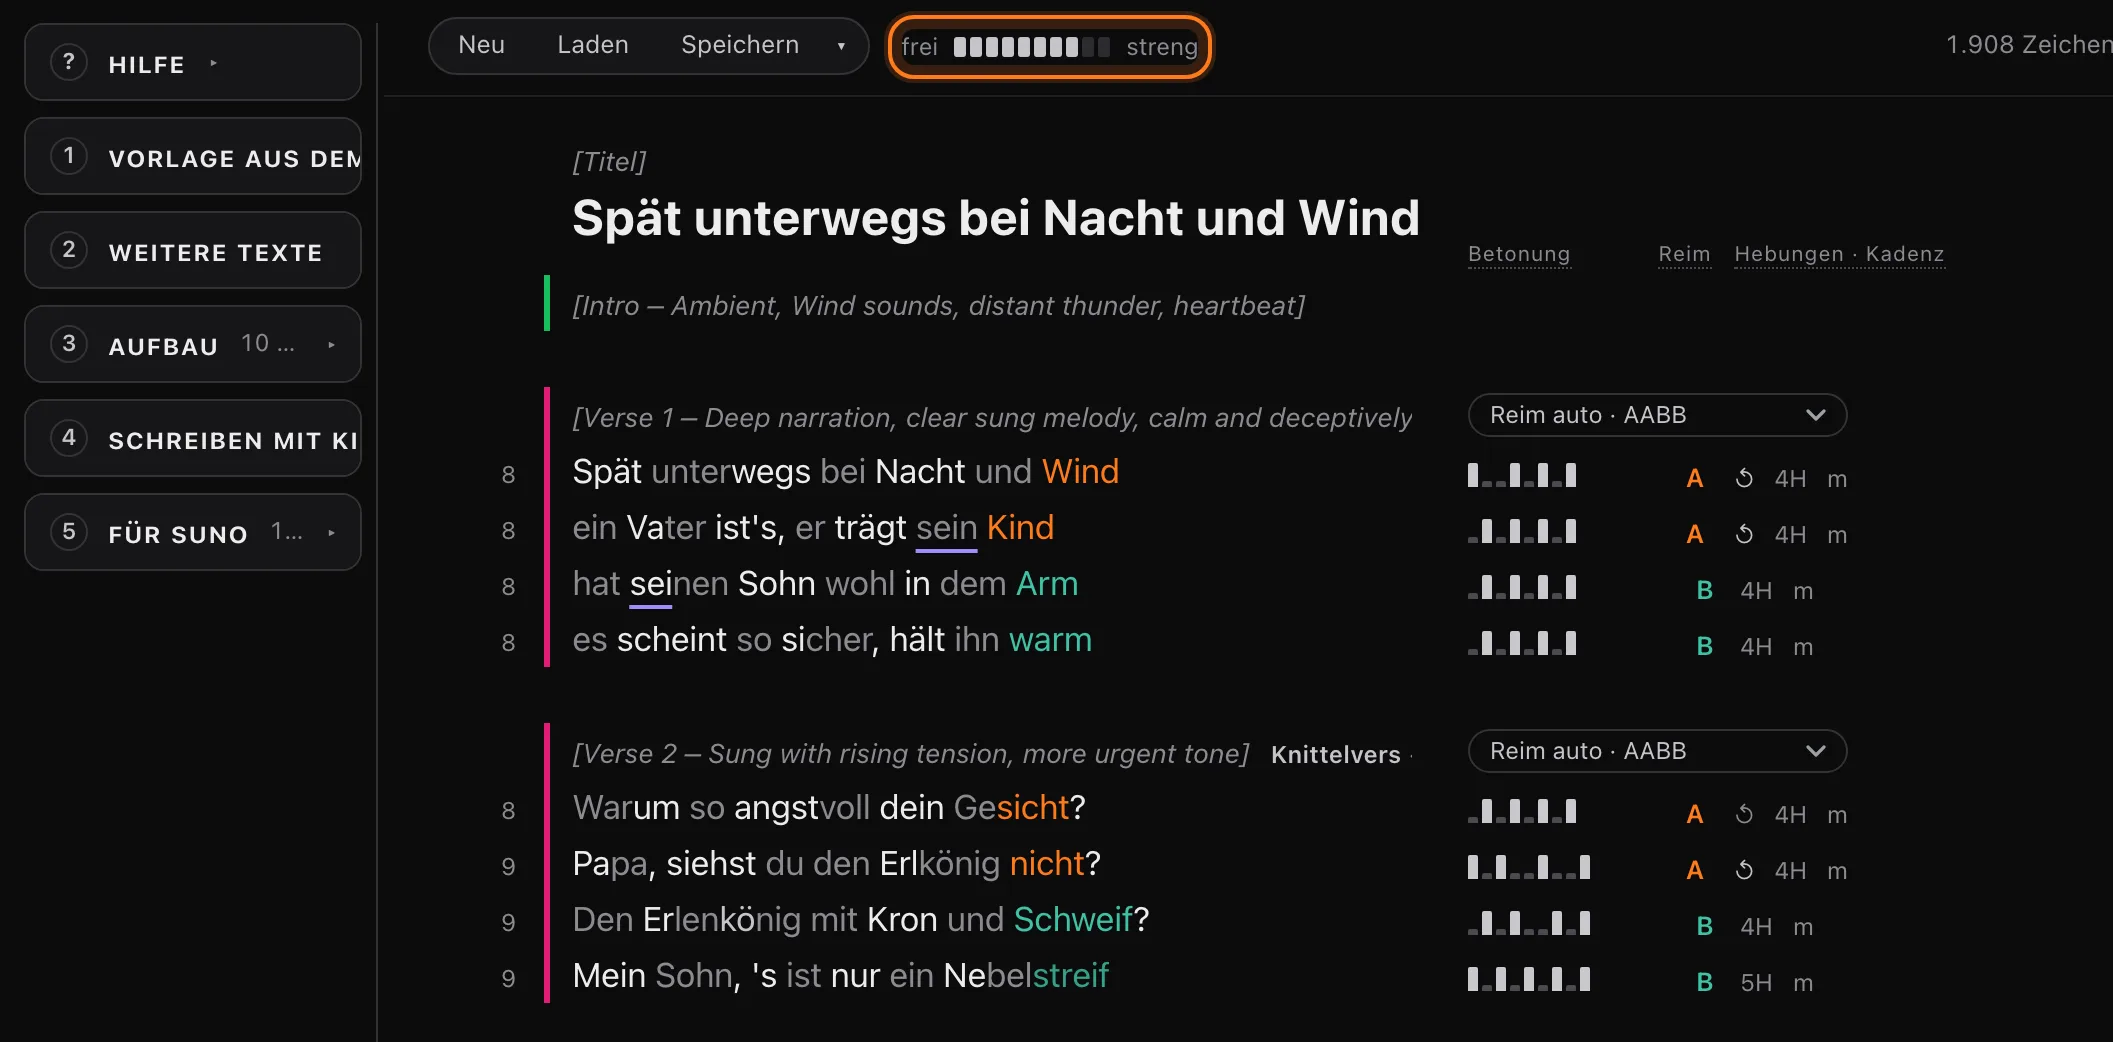 ? HILFE ▸
1 VORLAGE AUS DEM
2 WEITERE TEXTE
3 AUFBAU 10 … ▸
4 SCHREIBEN MIT KI
5 FÜR SUNO 1… ▸
Neu Laden Speichern ▾ frei streng 1.908 Zeichen
[Titel]
Spät unterwegs bei Nacht und Wind
Betonung Reim Hebungen · Kadenz
[Intro – Ambient, Wind sounds, distant thunder, heartbeat]
[Verse 1 – Deep narration, clear sung melody, calm and deceptively Reim auto · AABB
8 Spät unterwegs bei Nacht und Wind A 4H m
8 ein Vater ist's, er trägt sein Kind A 4H m
8 hat seinen Sohn wohl in dem Arm B 4H m
8 es scheint so sicher, hält ihn warm B 4H m
[Verse 2 – Sung with rising tension, more urgent tone] Knittelvers · Reim auto · AABB
8 Warum so angstvoll dein Gesicht? A 4H m
9 Papa, siehst du den Erlkönig nicht? A 4H m
9 Den Erlenkönig mit Kron und Schweif? B 4H m
9 Mein Sohn, 's ist nur ein Nebelstreif B 5H m